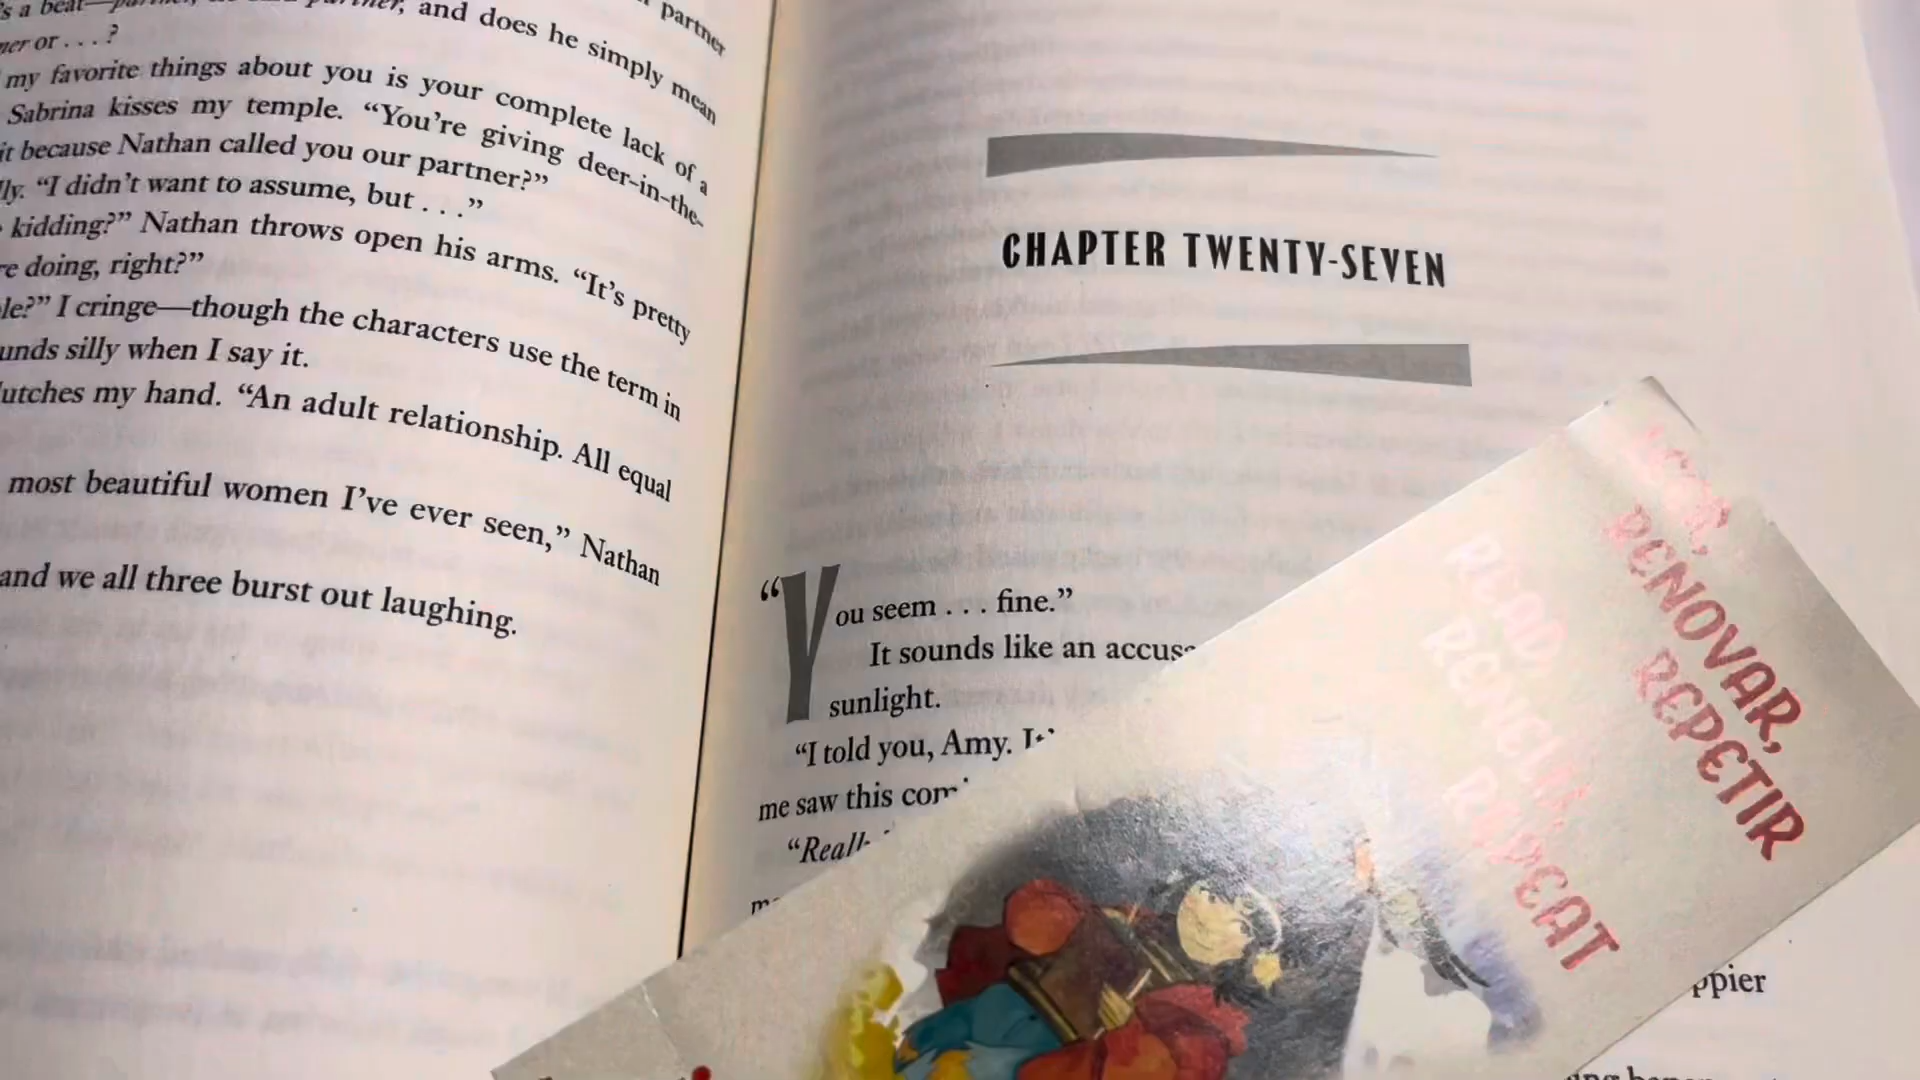 partner
and does he simply mean
ner or . . . ?
my favorite things about you is your complete lack of a
Sabrina kisses my temple. “You’re giving deer-in-the-
it because Nathan called you our partner?”
lly. “I didn’t want to assume, but . . .”
kidding?” Nathan throws open his arms. “It’s pretty
re doing, right?”
le?” I cringe—though the characters use the term in
unds silly when I say it.
lutches my hand. “An adult relationship. All equal
most beautiful women I’ve ever seen,” Nathan
and we all three burst out laughing.
CHAPTER TWENTY-SEVEN
“You seem . . . fine.”
It sounds like an accus
sunlight.
“I told you, Amy.
me saw this com
“Reall
ppier
RENOVAR,
REPETIR
READ,
REPEAT